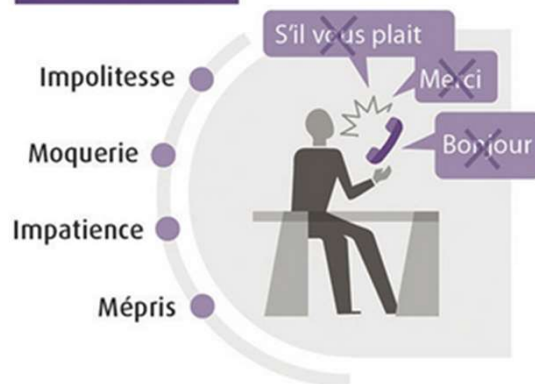 S'il vous plait
Merci
Bonjour
Impolitesse
Moquerie
Impatience
Mépris